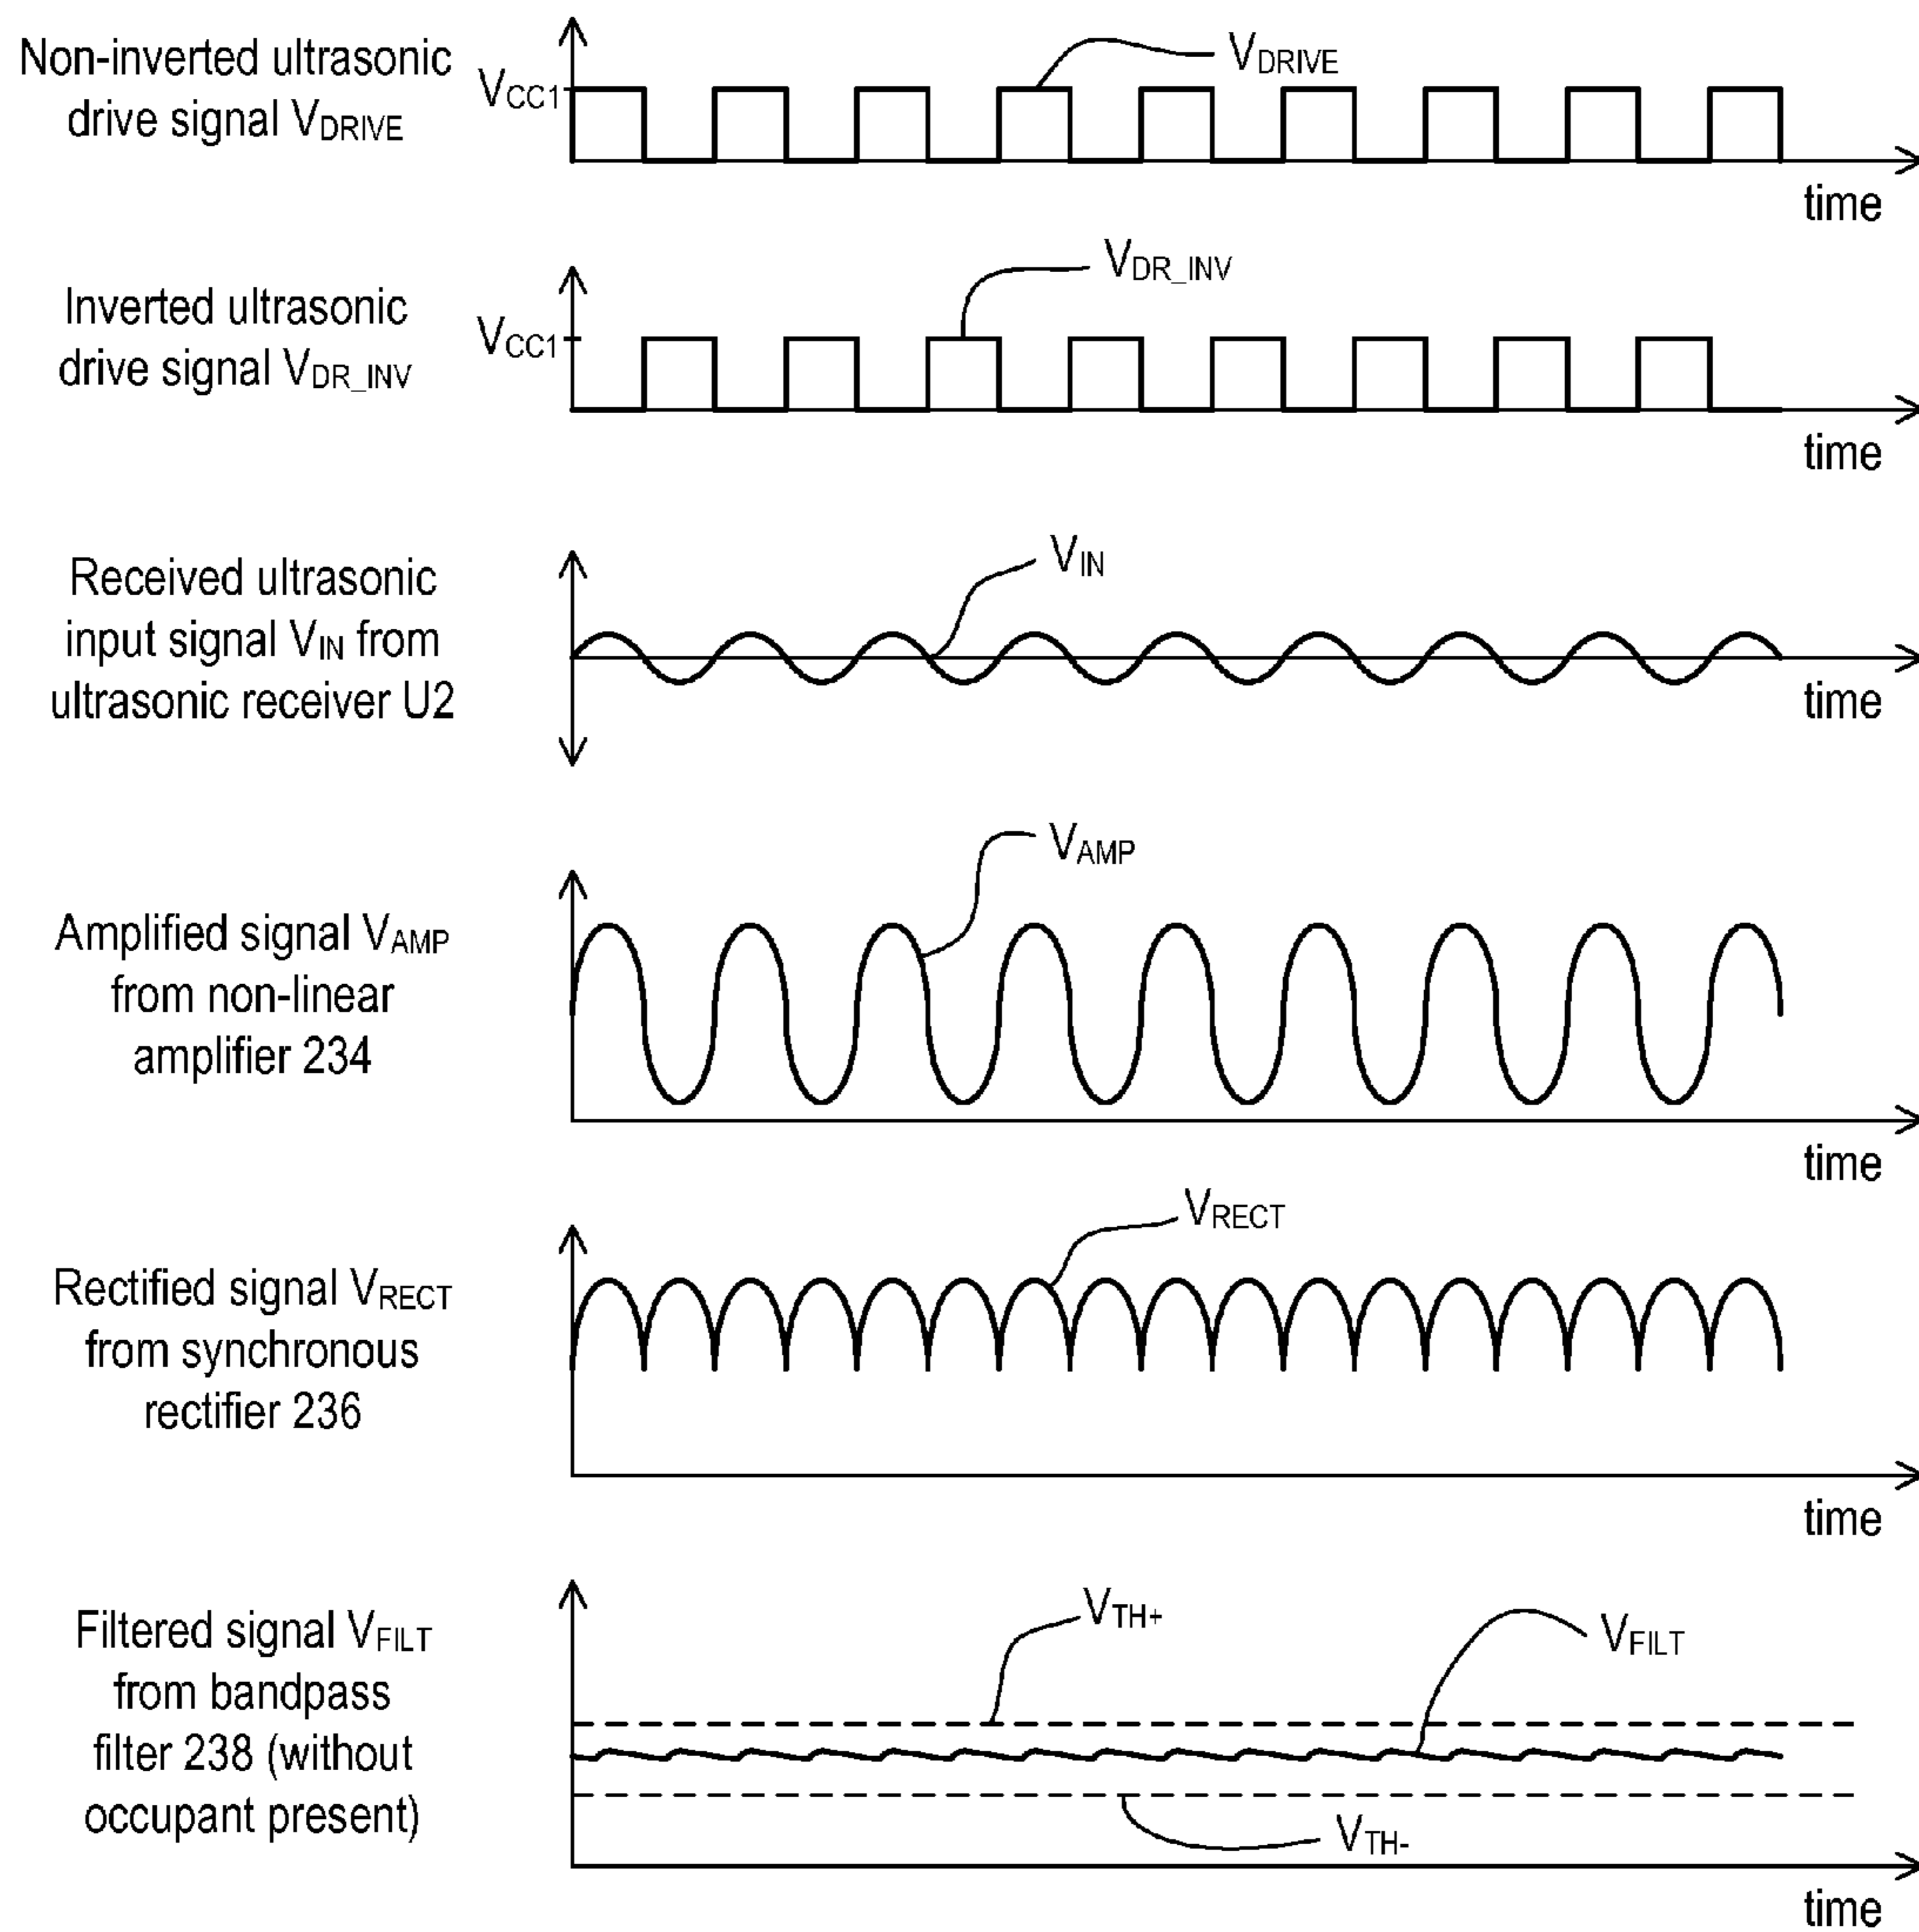 Non-inverted ultrasonic
drive signal VDRIVE
VCC1
VDRIVE
time
Inverted ultrasonic
drive signal VDR_INV
VCC1
VDR_INV
time
Received ultrasonic
input signal VIN from
ultrasonic receiver U2
VIN
time
Amplified signal VAMP
from non-linear
amplifier 234
VAMP
time
Rectified signal VRECT
from synchronous
rectifier 236
VRECT
time
Filtered signal VFILT
from bandpass
filter 238 (without
occupant present)
VTH+
VFILT
VTH-
time